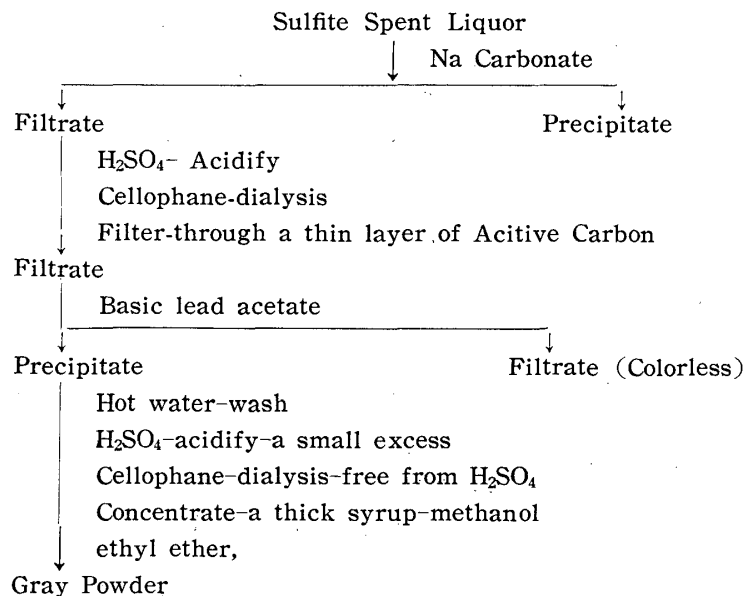 Sulfite Spent Liquor
Na Carbonate
Filtrate Precipitate
H₂SO₄- Acidify
Cellophane-dialysis
Filter-through a thin layer of Acitive Carbon
Filtrate
Basic lead acetate
Precipitate Filtrate (Colorless)
Hot water-wash
H₂SO₄-acidify-a small excess
Cellophane-dialysis-free from H₂SO₄
Concentrate-a thick syrup-methanol
ethyl ether,
Gray Powder